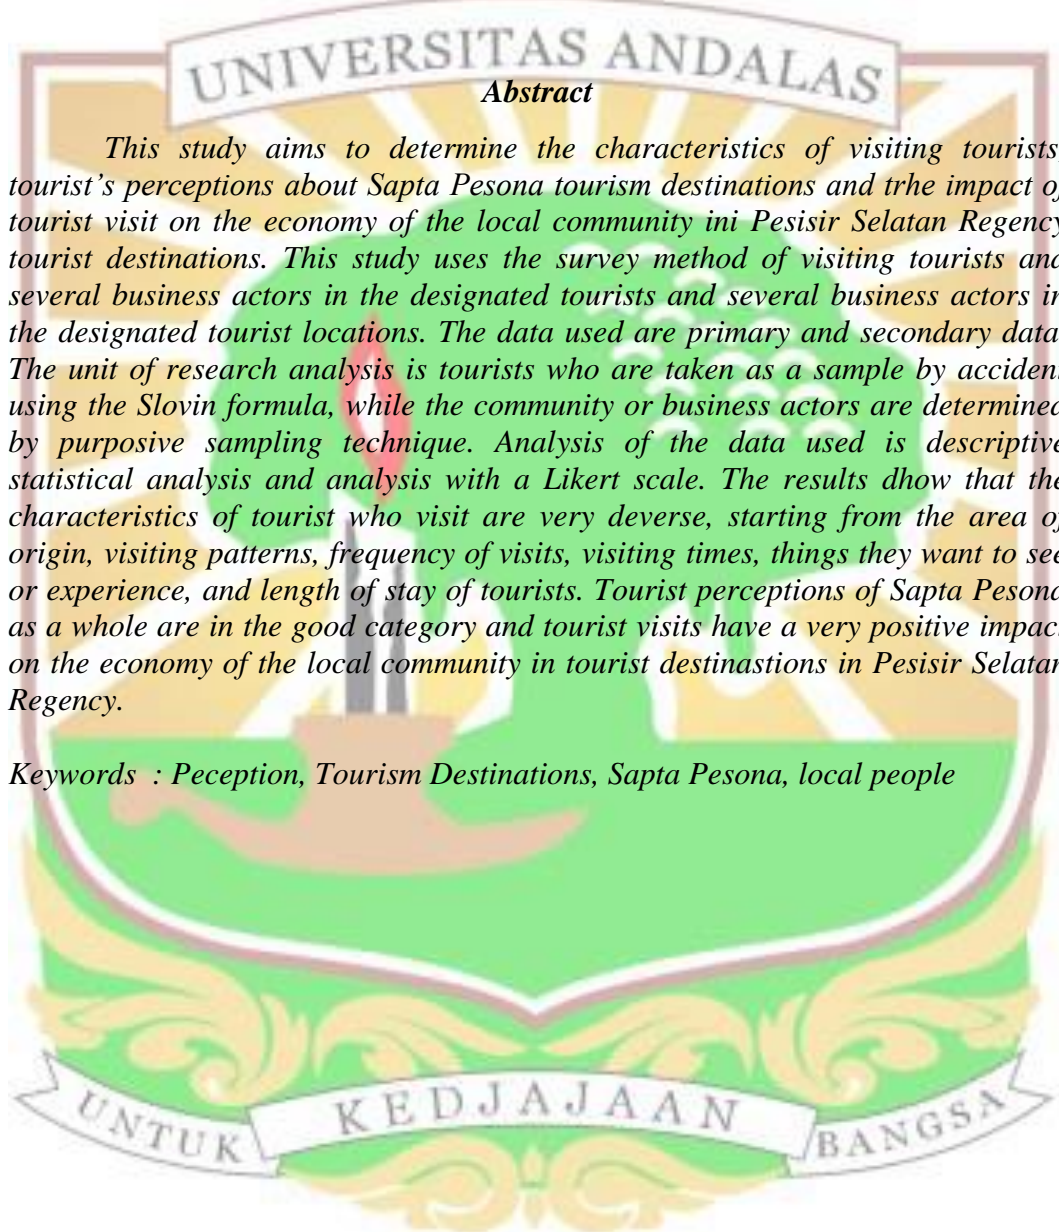 UNIVERSITAS ANDALAS
Abstract
This study aims to determine the characteristics of visiting tourists
tourist’s perceptions about Sapta Pesona tourism destinations and trhe impact of
tourist visit on the economy of the local community ini Pesisir Selatan Regency
tourist destinations. This study uses the survey method of visiting tourists and
several business actors in the designated tourists and several business actors in
the designated tourist locations. The data used are primary and secondary data
The unit of research analysis is tourists who are taken as a sample by accident
using the Slovin formula, while the community or business actors are determined
by purposive sampling technique. Analysis of the data used is descriptive
statistical analysis and analysis with a Likert scale. The results dhow that the
characteristics of tourist who visit are very deverse, starting from the area of
origin, visiting patterns, frequency of visits, visiting times, things they want to see
or experience, and length of stay of tourists. Tourist perceptions of Sapta Pesona
as a whole are in the good category and tourist visits have a very positive impact
on the economy of the local community in tourist destinastions in Pesisir Selatan
Regency.
Keywords : Peception, Tourism Destinations, Sapta Pesona, local people
UNTUK KEDJAJAAN BANGSA